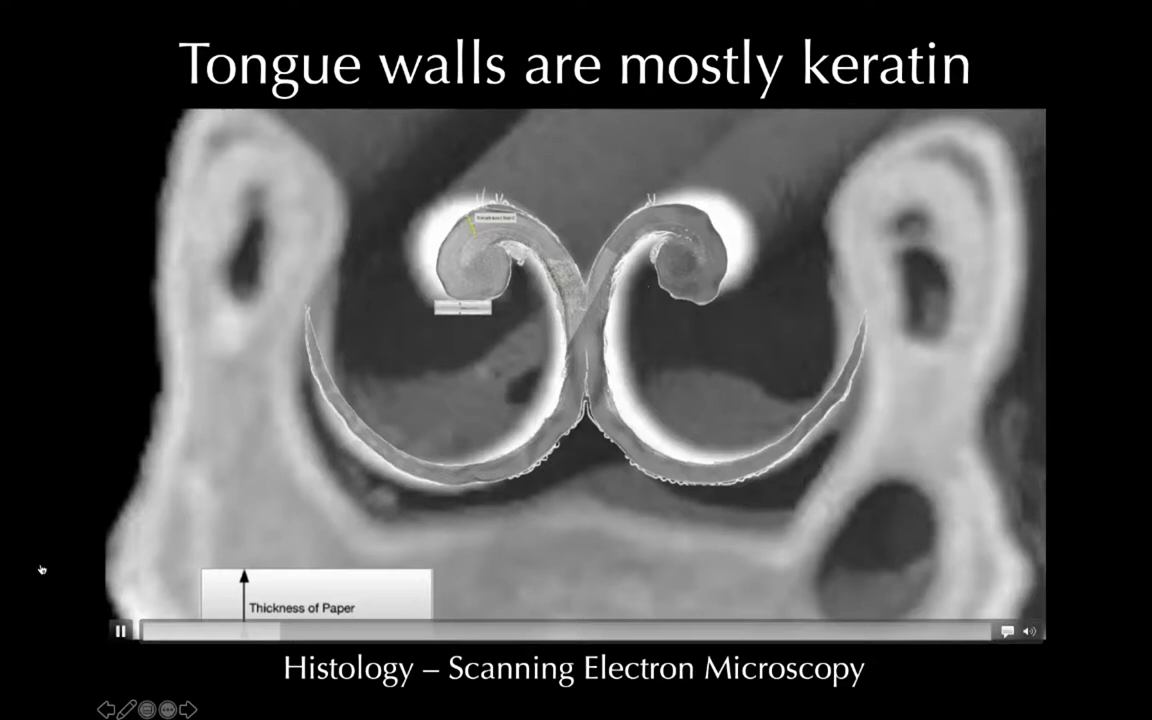 Tongue walls are mostly keratin
Thickness of Paper
Histology – Scanning Electron Microscopy